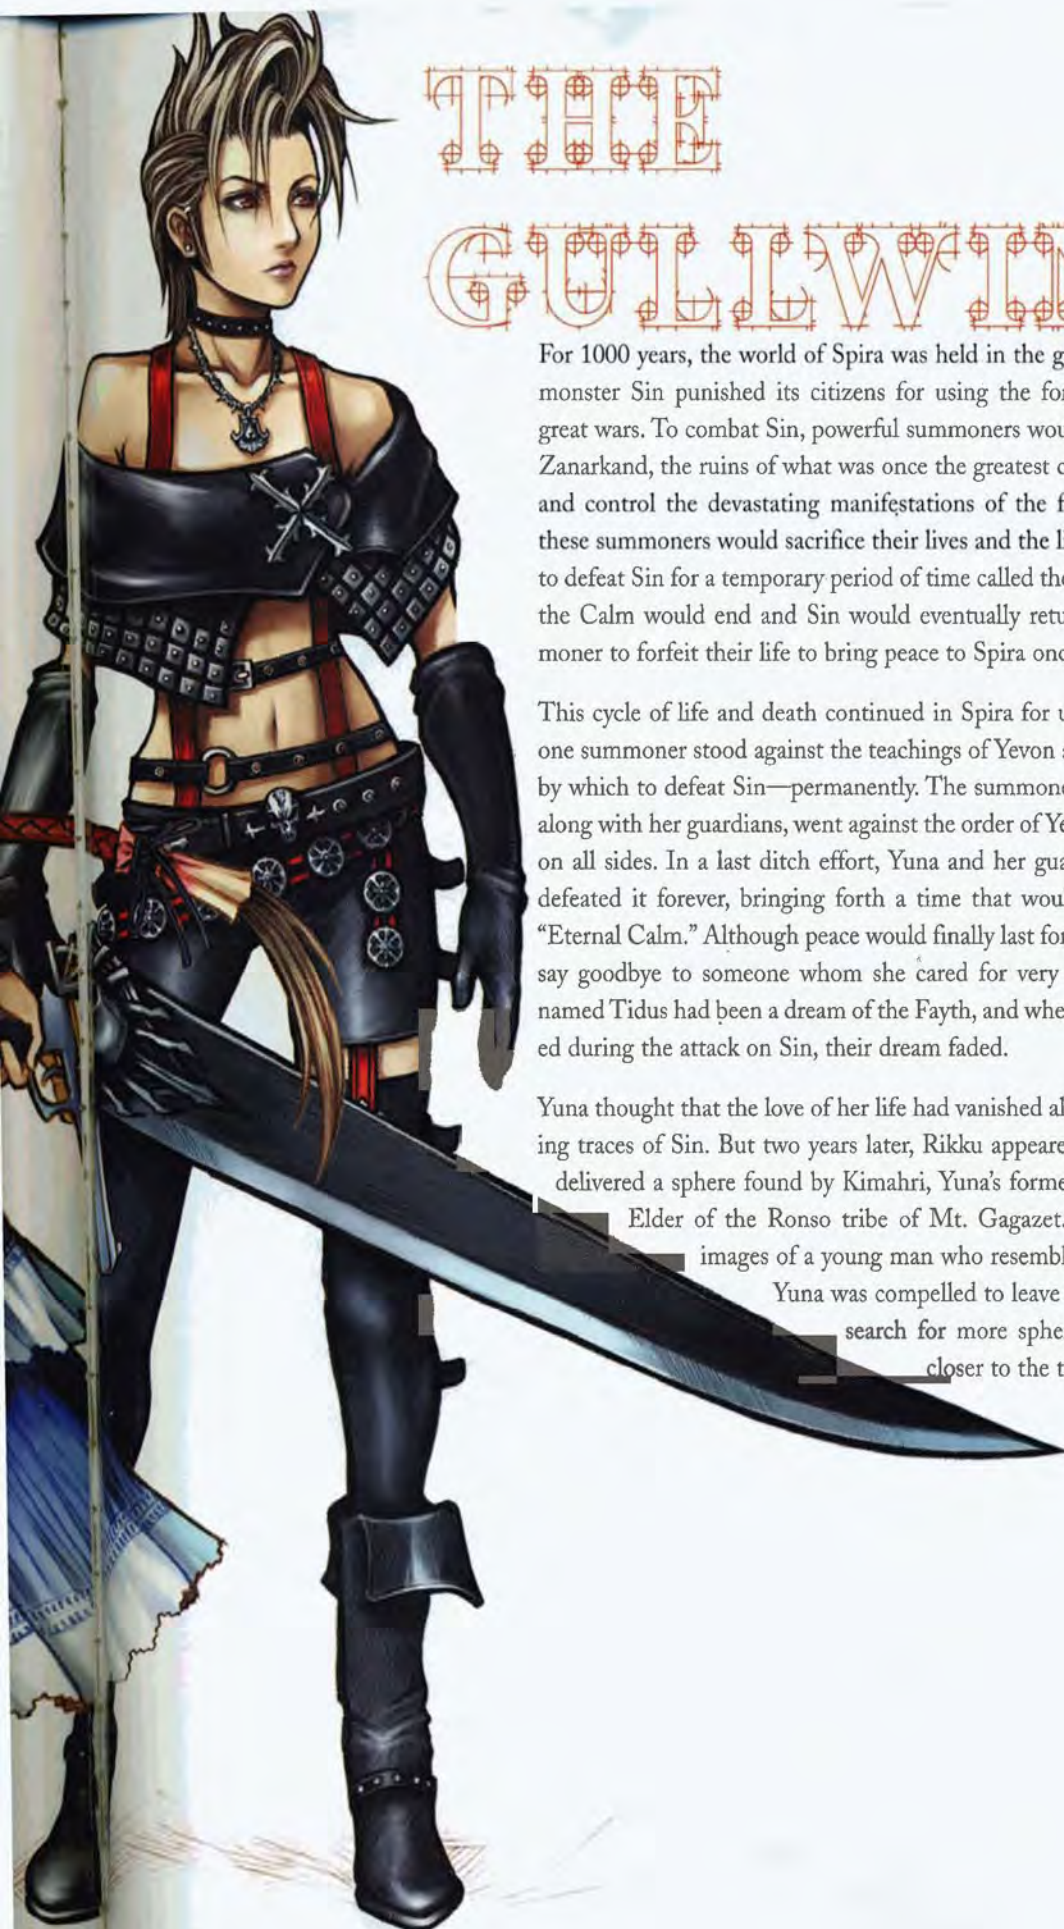 THE
GULLWIN
For 1000 years, the world of Spira was held in the g
monster Sin punished its citizens for using the fo
great wars. To combat Sin, powerful summoners wou
Zanarkand, the ruins of what was once the greatest c
and control the devastating manifestations of the f
these summoners would sacrifice their lives and the l
to defeat Sin for a temporary period of time called the
the Calm would end and Sin would eventually retu
moner to forfeit their life to bring peace to Spira onc
This cycle of life and death continued in Spira for u
one summoner stood against the teachings of Yevon
by which to defeat Sin—permanently. The summone
along with her guardians, went against the order of Ye
on all sides. In a last ditch effort, Yuna and her gua
defeated it forever, bringing forth a time that wou
“Eternal Calm.” Although peace would finally last for
say goodbye to someone whom she cared for very
named Tidus had been a dream of the Fayth, and whe
ed during the attack on Sin, their dream faded.
Yuna thought that the love of her life had vanished al
ing traces of Sin. But two years later, Rikku appeare
delivered a sphere found by Kimahri, Yuna’s forme
Elder of the Ronso tribe of Mt. Gagazet.
images of a young man who resembl
Yuna was compelled to leave
search for more sphe
closer to the t